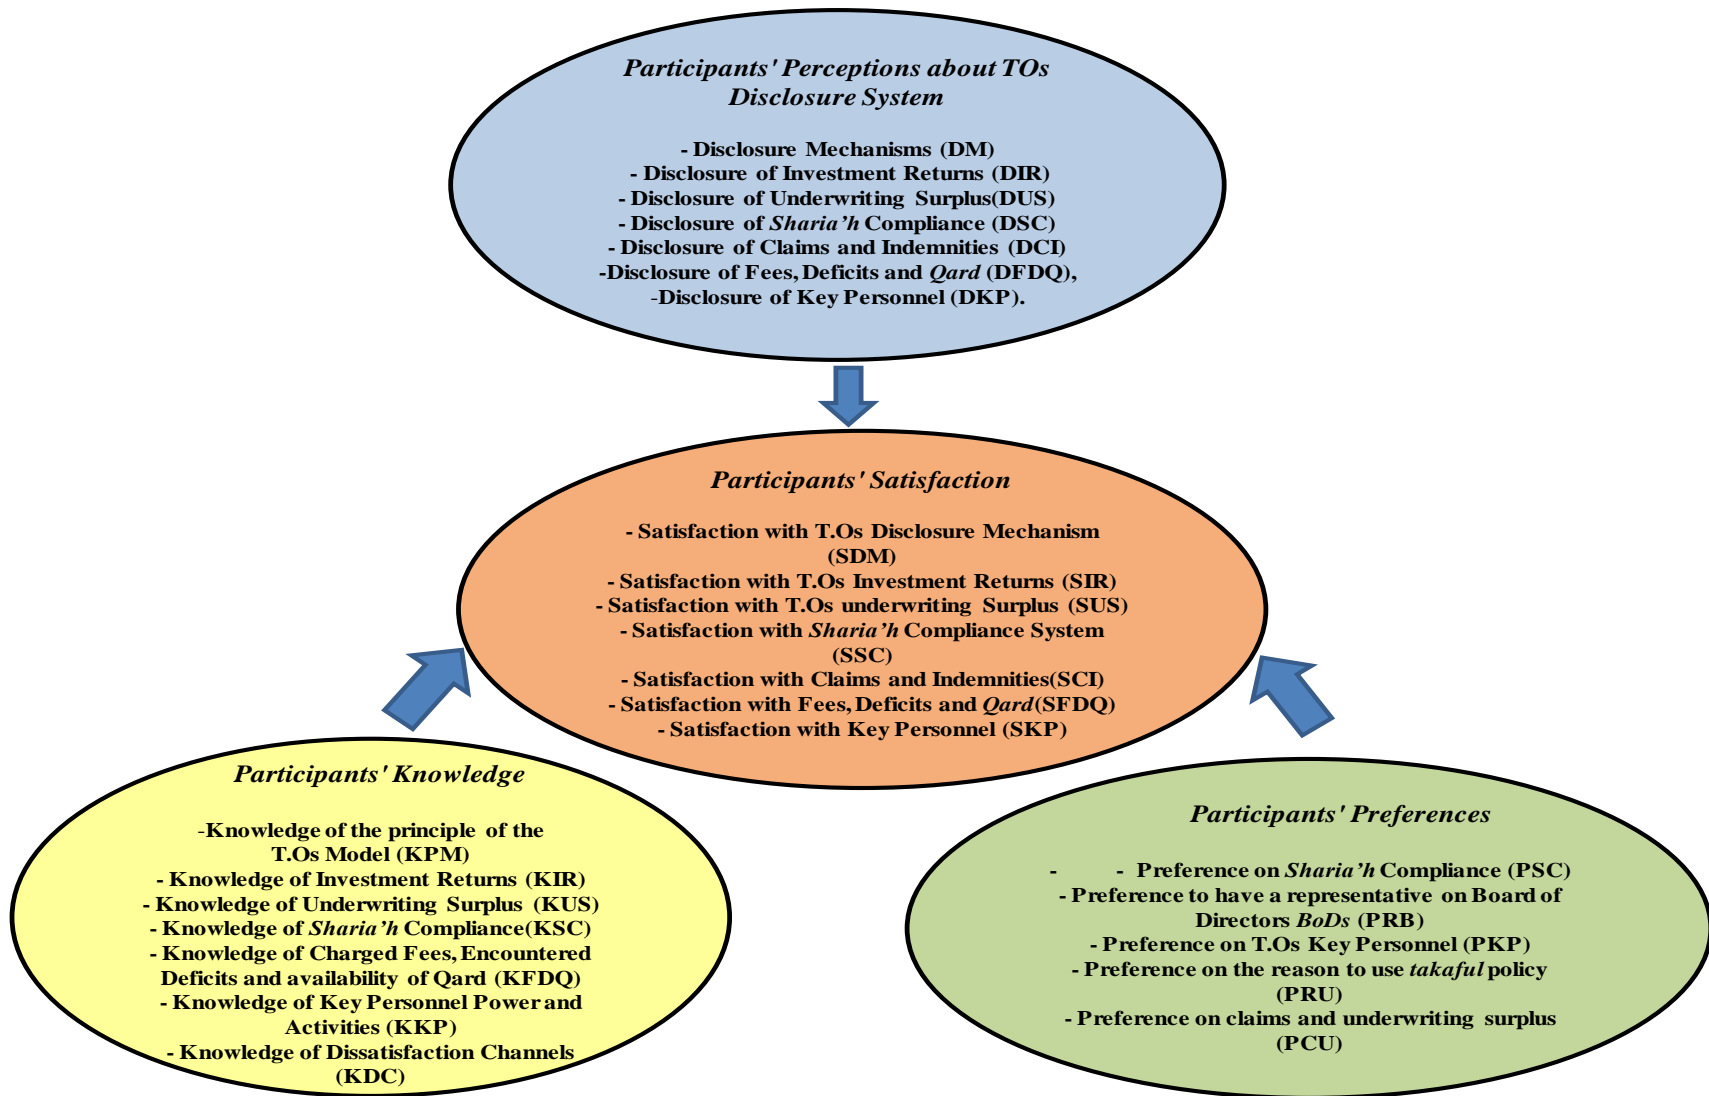 Participants' Perceptions about TOs
Disclosure System
- Disclosure Mechanisms (DM)
- Disclosure of Investment Returns (DIR)
- Disclosure of Underwriting Surplus(DUS)
- Disclosure of Sharia’h Compliance (DSC)
- Disclosure of Claims and Indemnities (DCI)
-Disclosure of Fees, Deficits and Qard (DFDQ),
-Disclosure of Key Personnel (DKP).
Participants' Satisfaction
- Satisfaction with T.Os Disclosure Mechanism
(SDM)
- Satisfaction with T.Os Investment Returns (SIR)
- Satisfaction with T.Os underwriting Surplus (SUS)
- Satisfaction with Sharia’h Compliance System
(SSC)
- Satisfaction with Claims and Indemnities(SCI)
- Satisfaction with Fees, Deficits and Qard(SFDQ)
- Satisfaction with Key Personnel (SKP)
Participants' Knowledge
-Knowledge of the principle of the
T.Os Model (KPM)
- Knowledge of Investment Returns (KIR)
- Knowledge of Underwriting Surplus (KUS)
- Knowledge of Sharia’h Compliance(KSC)
- Knowledge of Charged Fees, Encountered
Deficits and availability of Qard (KFDQ)
- Knowledge of Key Personnel Power and
Activities (KKP)
- Knowledge of Dissatisfaction Channels
(KDC)
Participants' Preferences
- - Preference on Sharia’h Compliance (PSC)
- Preference to have a representative on Board of
Directors BoDs (PRB)
- Preference on T.Os Key Personnel (PKP)
- Preference on the reason to use takaful policy
(PRU)
- Preference on claims and underwriting surplus
(PCU)